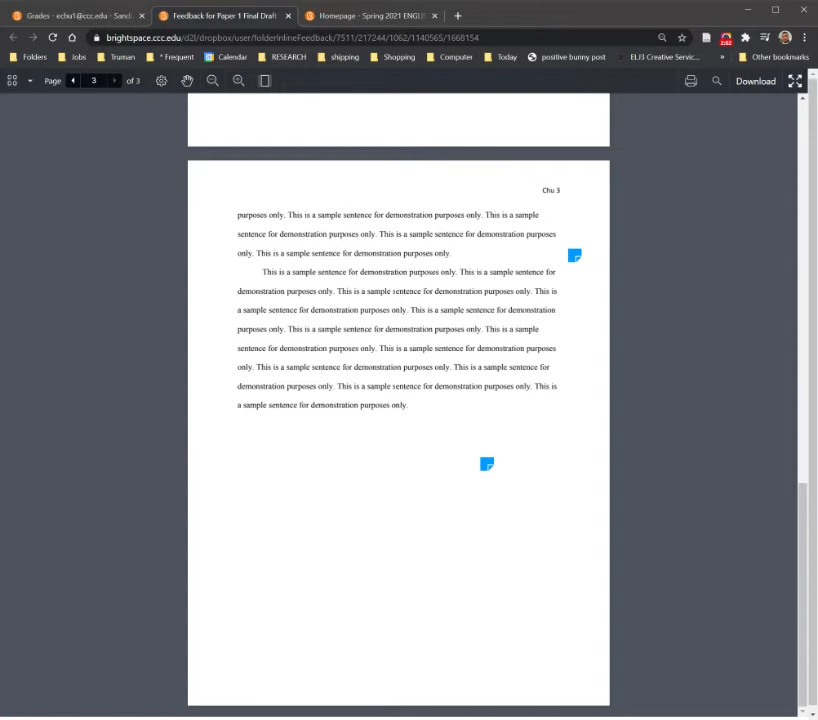 Grades - echu1@ccc.edu - Sand
Feedback for Paper 1 Final Draft
Homepage - Spring 2021 ENGL
brightspace.ccc.edu/d2l/dropbox/user/folderInlineFeedback/7511/217244/1062/1140565/1668154
2:02
Folders
Jobs
Truman
* Frequent
Calendar
RESEARCH
shipping
Shopping
Computer
Today
positive bunny post
ELJ3 Creative Servic...
»
Other bookmarks
Page
3
of 3
Download
Chu 3
purposes only. This is a sample sentence for demonstration purposes only. This is a sample
sentence for demonstration purposes only. This is a sample sentence for demonstration purposes
only. This is a sample sentence for demonstration purposes only.
This is a sample sentence for demonstration purposes only. This is a sample sentence for
demonstration purposes only. This is a sample sentence for demonstration purposes only. This is
a sample sentence for demonstration purposes only. This is a sample sentence for demonstration
purposes only. This is a sample sentence for demonstration purposes only. This is a sample
sentence for demonstration purposes only. This is a sample sentence for demonstration purposes
only. This is a sample sentence for demonstration purposes only. This is a sample sentence for
demonstration purposes only. This is a sample sentence for demonstration purposes only. This is
a sample sentence for demonstration purposes only.